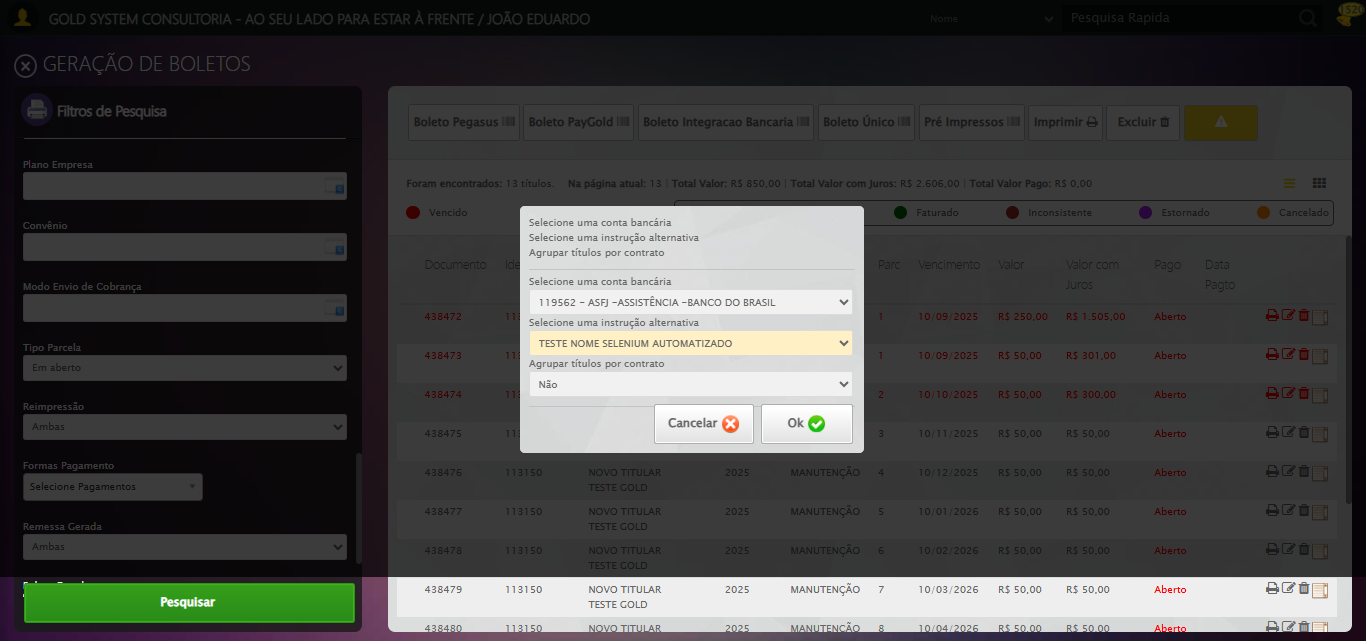 GOLD SYSTEM CONSULTORIA - AO SEU LADO PARA ESTAR À FRENTE / JOÃO EDUARDO
Nome
Pesquisa Rapida
GERAÇÃO DE BOLETOS
Filtros de Pesquisa
Plano Empresa
Convênio
Modo Envio de Cobrança
Tipo Parcela
Em aberto
Reimpressão
Ambas
Formas Pagamento
Selecione Pagamentos
Remessa Gerada
Ambas
Pesquisar
Boleto Pegasus
Boleto PayGold
Boleto Integracao Bancaria
Boleto Único
Pré Impressos
Imprimir
Excluir
Foram encontrados: 13 títulos. Na página atual: 13 | Total Valor: R$ 850,00 | Total Valor com Juros: R$ 2.606,00 | Total Valor Pago: R$ 0,00
Vencido
Faturado
Inconsistente
Estornado
Cancelado
Selecione uma conta bancária
Selecione uma instrução alternativa
Agrupar títulos por contrato
Selecione uma conta bancária
119562 - ASFJ -ASSISTÊNCIA -BANCO DO BRASIL
Selecione uma instrução alternativa
TESTE NOME SELENIUM AUTOMATIZADO
Agrupar títulos por contrato
Não
Cancelar
Ok
Documento Ide Parc Vencimento Valor Valor com Juros Pago Data Pagto
438472 113 1 10/09/2025 R$ 250,00 R$ 1.505,00 Aberto
438473 113 1 10/09/2025 R$ 50,00 R$ 301,00 Aberto
438474 113 2 10/10/2025 R$ 50,00 R$ 300,00 Aberto
438475 113 3 10/11/2025 R$ 50,00 R$ 50,00 Aberto
438476 113150 NOVO TITULAR TESTE GOLD 2025 MANUTENÇÃO 4 10/12/2025 R$ 50,00 R$ 50,00 Aberto
438477 113150 NOVO TITULAR TESTE GOLD 2025 MANUTENÇÃO 5 10/01/2026 R$ 50,00 R$ 50,00 Aberto
438478 113150 NOVO TITULAR TESTE GOLD 2025 MANUTENÇÃO 6 10/02/2026 R$ 50,00 R$ 50,00 Aberto
438479 113150 NOVO TITULAR TESTE GOLD 2025 MANUTENÇÃO 7 10/03/2026 R$ 50,00 R$ 50,00 Aberto
438480 113150 NOVO TITULAR 2025 MANUTENÇÃO 8 10/04/2026 R$ 50,00 R$ 50,00 Aberto